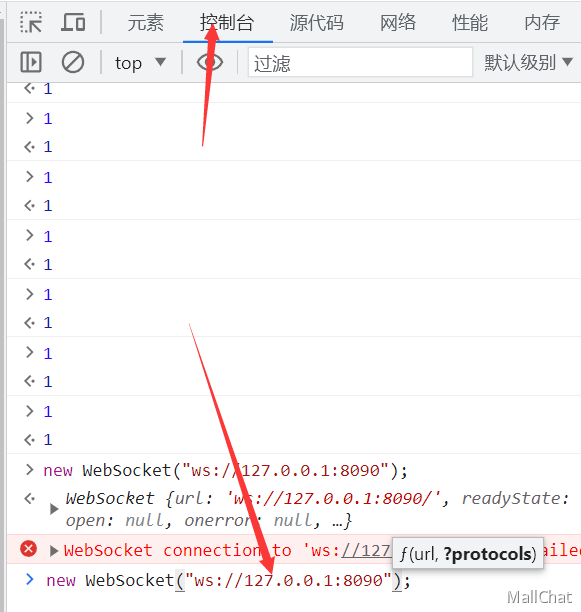 元素 控制台 源代码 网络 性能 内存
top 过滤 默认级别
1
1
1
1
1
1
1
1
1
1
1
1
1
new WebSocket("ws://127.0.0.1:8090");
WebSocket {url: 'ws://127.0.0.1:8090/', readyState:
open: null, onerror: null, …}
WebSocket connection to 'ws://127 ƒ(url, ?protocols) ailed
new WebSocket("ws://127.0.0.1:8090");
MallChat